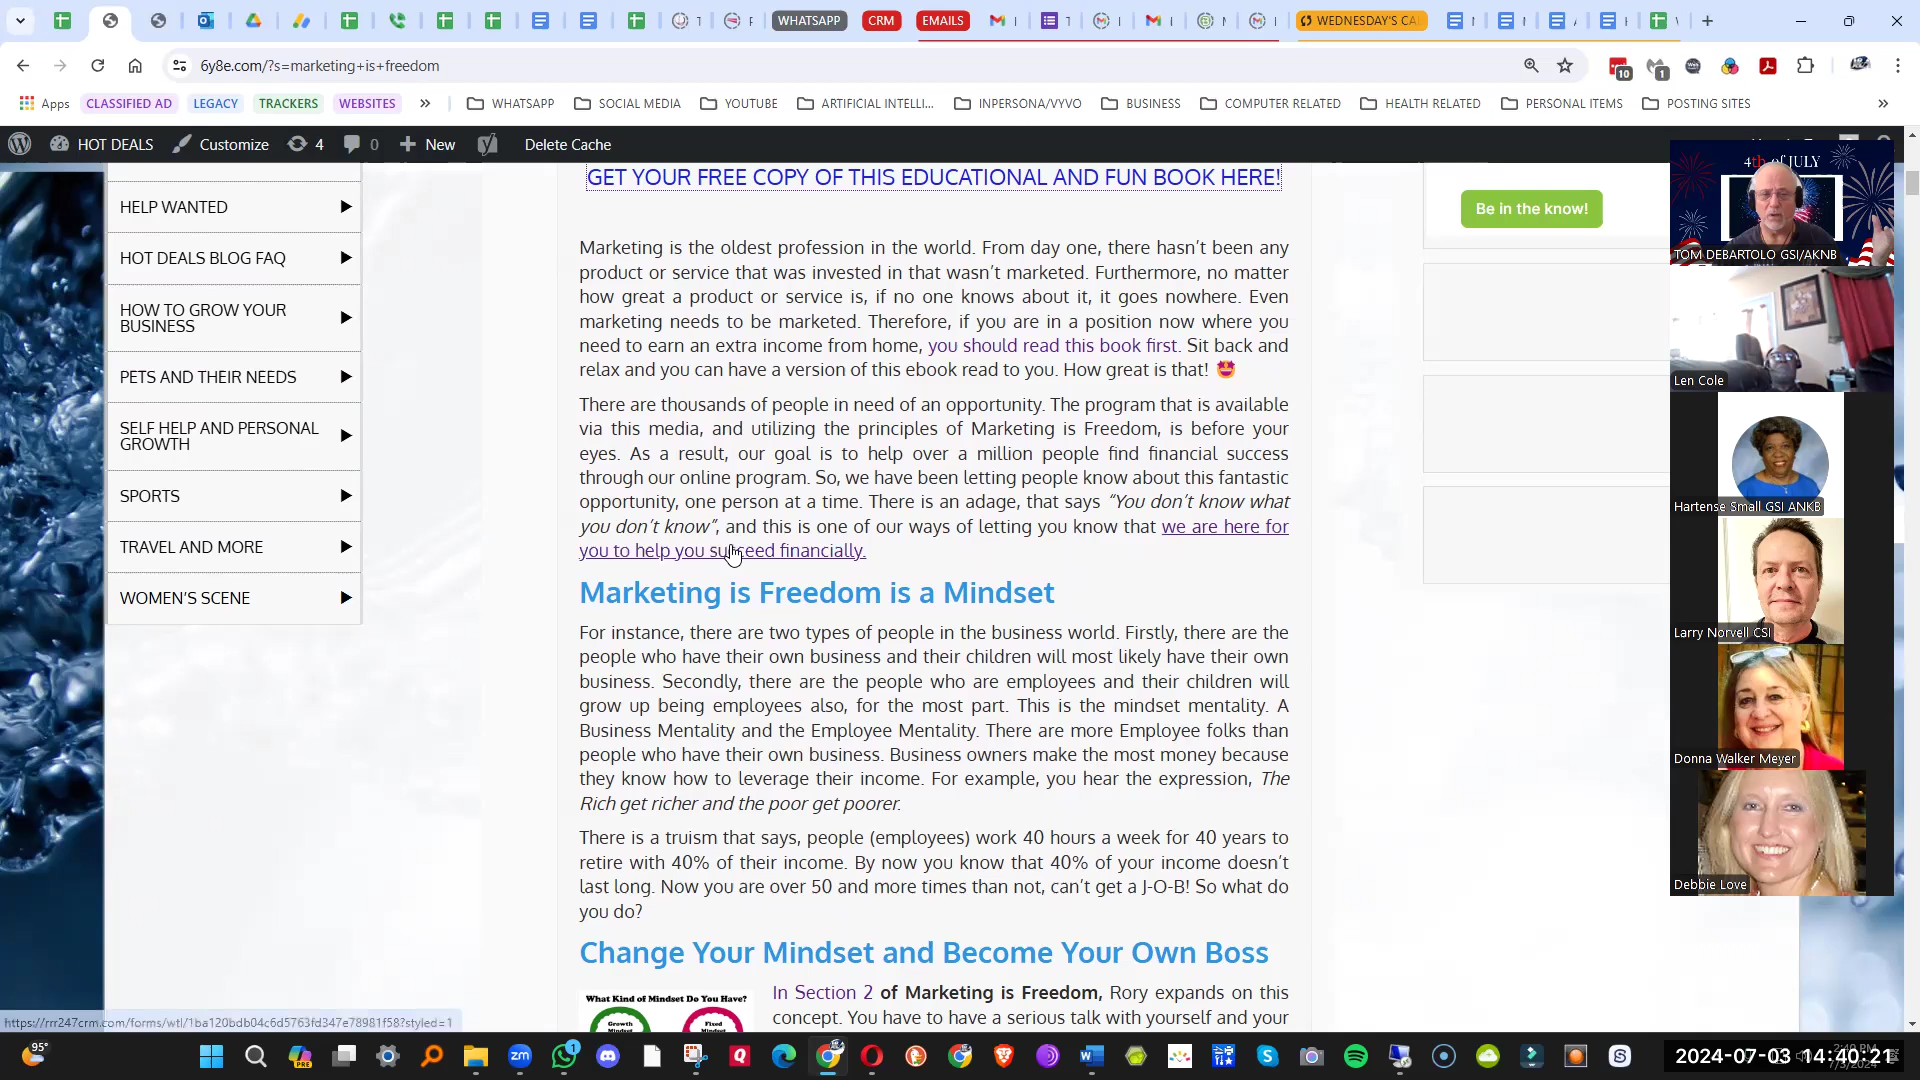 WHATSAPP
CRM
EMAILS
WEDNESDAY'S CA
6y8e.com/?s=marketing+is+freedom
10
1
Apps
CLASSIFIED AD
LEGACY
TRACKERS
WEBSITES
»
WHATSAPP
SOCIAL MEDIA
YOUTUBE
ARTIFICIAL INTELLI...
INPERSONA/VYVO
BUSINESS
COMPUTER RELATED
HEALTH RELATED
PERSONAL ITEMS
POSTING SITES
»
HOT DEALS
Customize
4
0
New
Delete Cache
HELP WANTED
HOT DEALS BLOG FAQ
HOW TO GROW YOUR
BUSINESS
PETS AND THEIR NEEDS
SELF HELP AND PERSONAL
GROWTH
SPORTS
TRAVEL AND MORE
WOMEN'S SCENE
GET YOUR FREE COPY OF THIS EDUCATIONAL AND FUN BOOK HERE!
Marketing is the oldest profession in the world. From day one, there hasn't been any
product or service that was invested in that wasn't marketed. Furthermore, no matter
how great a product or service is, if no one knows about it, it goes nowhere. Even
marketing needs to be marketed. Therefore, if you are in a position now where you
need to earn an extra income from home, you should read this book first. Sit back and
relax and you can have a version of this ebook read to you. How great is that! 🤩
There are thousands of people in need of an opportunity. The program that is available
via this media, and utilizing the principles of Marketing is Freedom, is before your
eyes. As a result, our goal is to help over a million people find financial success
through our online program. So, we have been letting people know about this fantastic
opportunity, one person at a time. There is an adage, that says “You don't know what
you don't know”, and this is one of our ways of letting you know that we are here for
you to help you succeed financially.
Marketing is Freedom is a Mindset
For instance, there are two types of people in the business world. Firstly, there are the
people who have their own business and their children will most likely have their own
business. Secondly, there are the people who are employees and their children will
grow up being employees also, for the most part. This is the mindset mentality. A
Business Mentality and the Employee Mentality. There are more Employee folks than
people who have their own business. Business owners make the most money because
they know how to leverage their income. For example, you hear the expression, The
Rich get richer and the poor get poorer.
There is a truism that says, people (employees) work 40 hours a week for 40 years to
retire with 40% of their income. By now you know that 40% of your income doesn't
last long. Now you are over 50 and more times than not, can't get a J-O-B! So what do
you do?
Change Your Mindset and Become Your Own Boss
What Kind of Mindset Do You Have?
Growth
Mindset
Fixed
Mindset
In Section 2 of Marketing is Freedom, Rory expands on this
concept. You have to have a serious talk with yourself and your
Be in the know!
4th of JULY
TOM DEBARTOLO GSI/AKNB
Len Cole
Hartense Small GSI ANKB
Larry Norvell CSI
Donna Walker Meyer
Debbie Love
https://rrr247crm.com/forms/wtl/1ba120bdb04c6d5763fd347e78981f58?styled=1
95°
PRE
zm
1
2024-07-03 14:40:21